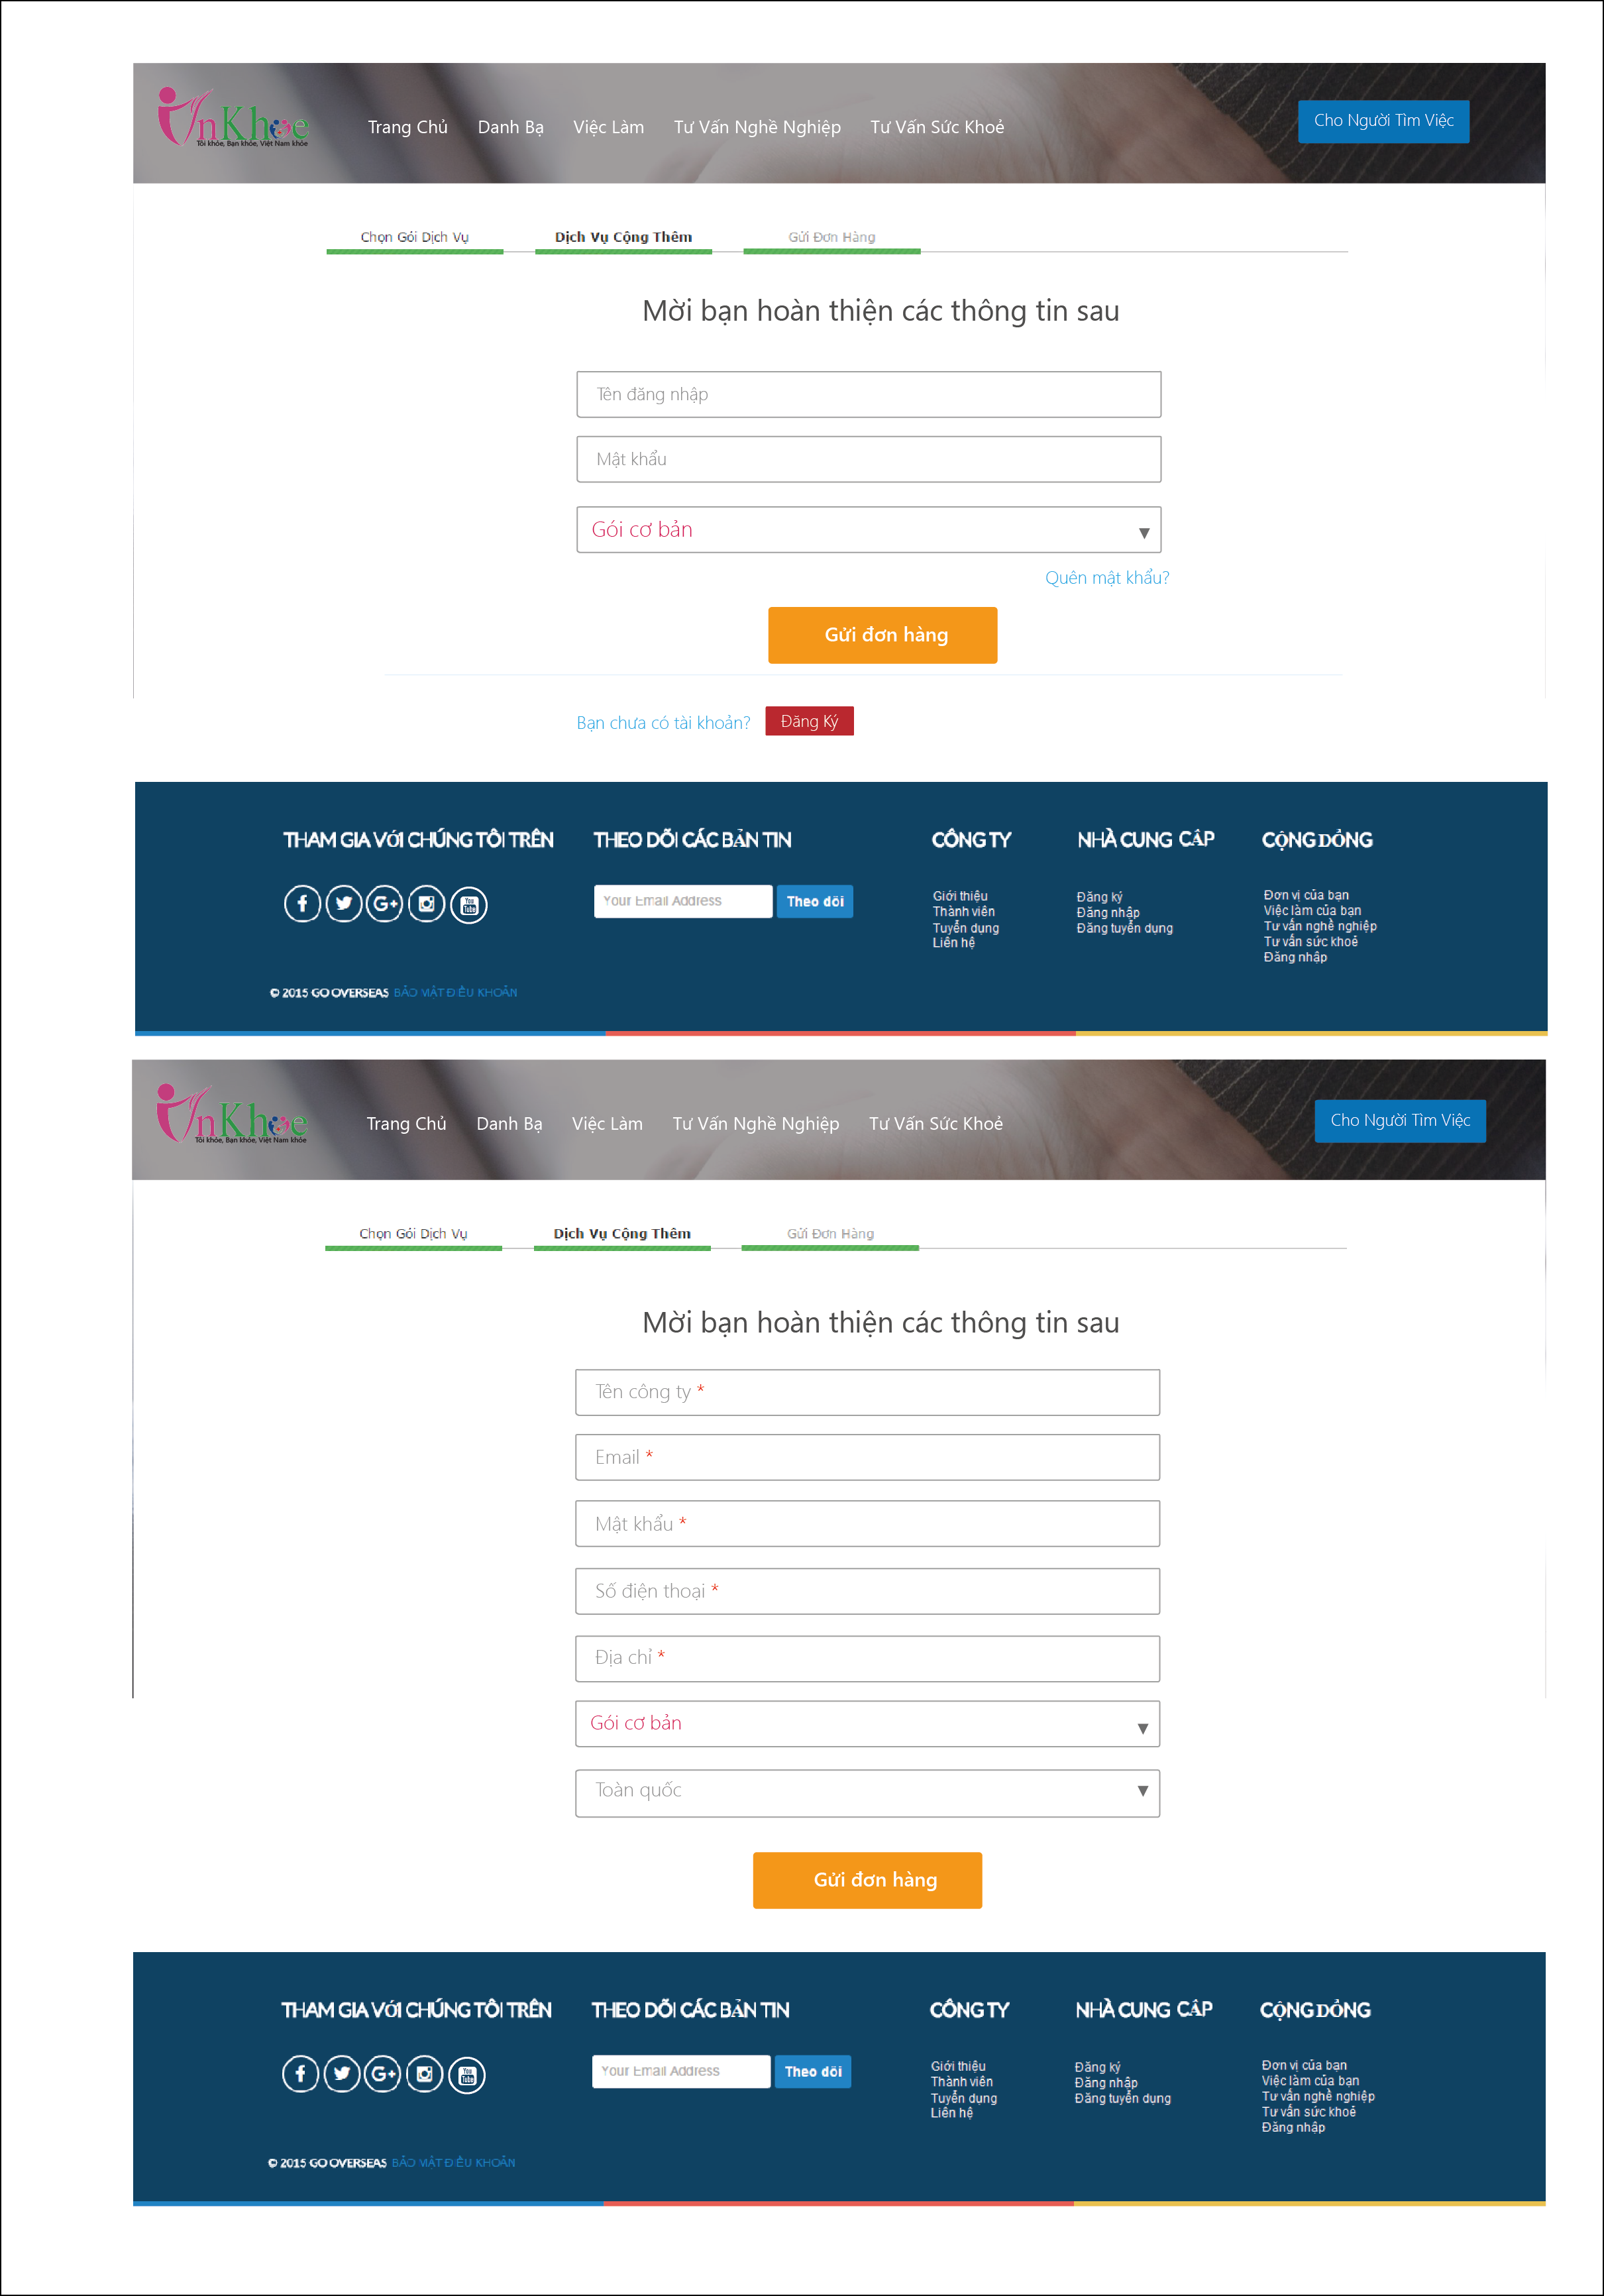 VnKhoe
Tôi khỏe, Bạn khỏe, Việt Nam khỏe
Trang Chủ Danh Bạ Việc Làm Tư Vấn Nghề Nghiệp Tư Vấn Sức Khoẻ
Cho Người Tìm Việc
Chọn Gói Dịch Vụ Dịch Vụ Cộng Thêm Gửi Đơn Hàng
Mời bạn hoàn thiện các thông tin sau
Tên đăng nhập
Mật khẩu
Gói cơ bản ▼
Quên mật khẩu?
Gửi đơn hàng
Bạn chưa có tài khoản? Đăng Ký
THAM GIA VỚI CHÚNG TÔI TRÊN
THEO DÕI CÁC BẢN TIN
Your Email Address Theo dõi
CÔNG TY
Giới thiệu
Thành viên
Tuyển dụng
Liên hệ
NHÀ CUNG CẤP
Đăng ký
Đăng nhập
Đăng tuyển dụng
CỘNG ĐỒNG
Đơn vị của bạn
Việc làm của bạn
Tư vấn nghề nghiệp
Tư vấn sức khoẻ
Đăng nhập
© 2015 GO OVERSEAS BẢO MẬT ĐIỀU KHOẢN
VnKhoe
Tôi khỏe, Bạn khỏe, Việt Nam khỏe
Trang Chủ Danh Bạ Việc Làm Tư Vấn Nghề Nghiệp Tư Vấn Sức Khoẻ
Cho Người Tìm Việc
Chọn Gói Dịch Vụ Dịch Vụ Cộng Thêm Gửi Đơn Hàng
Mời bạn hoàn thiện các thông tin sau
Tên công ty *
Email *
Mật khẩu *
Số điện thoại *
Địa chỉ *
Gói cơ bản ▼
Toàn quốc ▼
Gửi đơn hàng
THAM GIA VỚI CHÚNG TÔI TRÊN
THEO DÕI CÁC BẢN TIN
Your Email Address Theo dõi
CÔNG TY
Giới thiệu
Thành viên
Tuyển dụng
Liên hệ
NHÀ CUNG CẤP
Đăng ký
Đăng nhập
Đăng tuyển dụng
CỘNG ĐỒNG
Đơn vị của bạn
Việc làm của bạn
Tư vấn nghề nghiệp
Tư vấn sức khoẻ
Đăng nhập
© 2015 GO OVERSEAS BẢO MẬT ĐIỀU KHOẢN